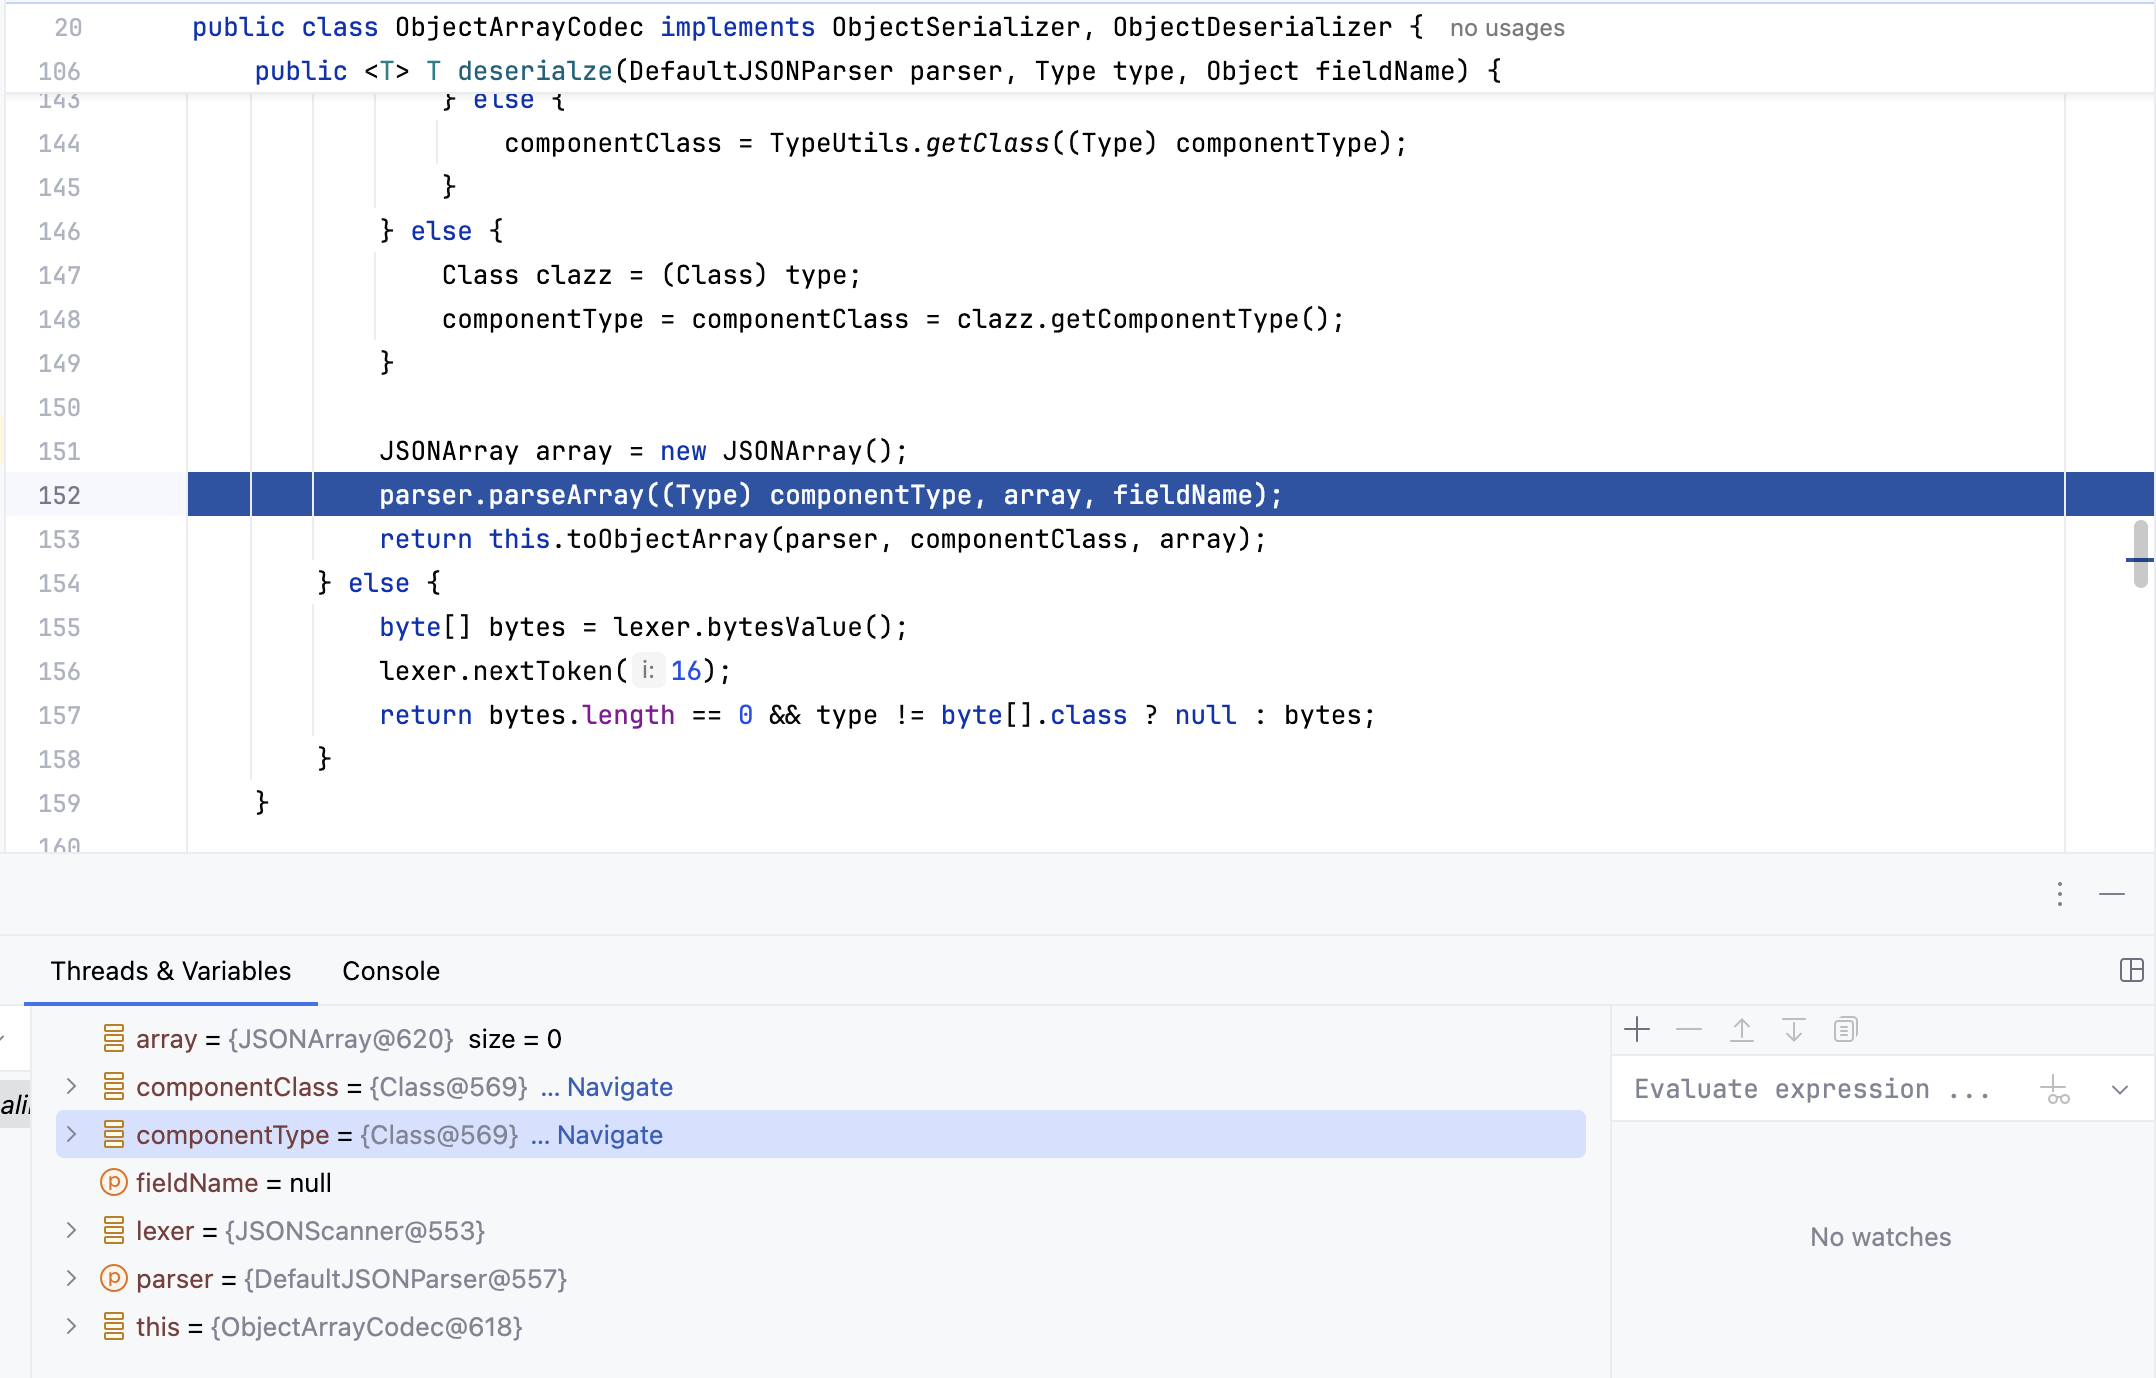 20 public class ObjectArrayCodec implements ObjectSerializer, ObjectDeserializer { no usages
106 public <T> T deserialze(DefaultJSONParser parser, Type type, Object fieldName) {
143 } else {
144 componentClass = TypeUtils.getClass((Type) componentType);
145 }
146 } else {
147 Class clazz = (Class) type;
148 componentType = componentClass = clazz.getComponentType();
149 }
150
151 JSONArray array = new JSONArray();
152 parser.parseArray((Type) componentType, array, fieldName);
153 return this.toObjectArray(parser, componentClass, array);
154 } else {
155 byte[] bytes = lexer.bytesValue();
156 lexer.nextToken( i: 16);
157 return bytes.length == 0 && type != byte[].class ? null : bytes;
158 }
159 }
160
Threads & Variables Console
array = {JSONArray@620} size = 0
componentClass = {Class@569} ... Navigate
componentType = {Class@569} ... Navigate
fieldName = null
lexer = {JSONScanner@553}
parser = {DefaultJSONParser@557}
this = {ObjectArrayCodec@618}
Evaluate expression ...
No watches